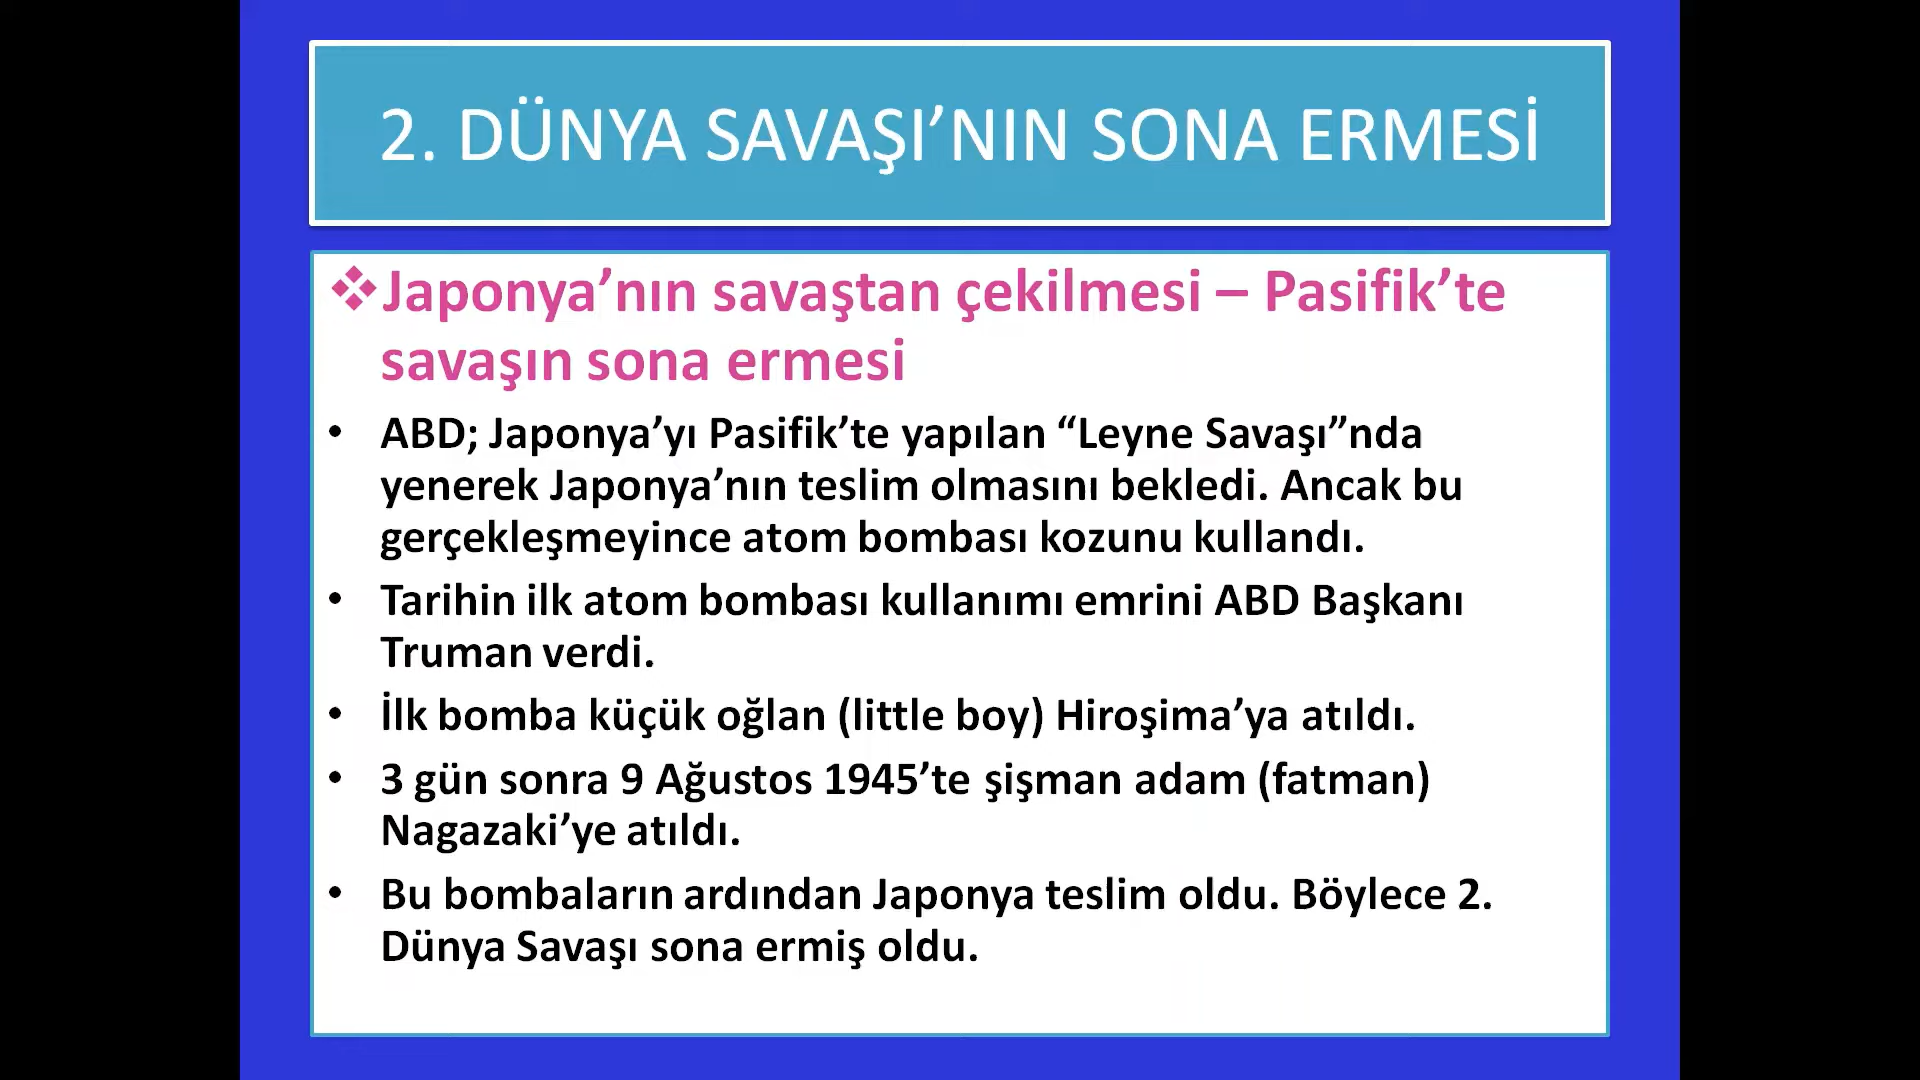 2. DÜNYA SAVAŞI’NIN SONA ERMESİ
❖Japonya’nın savaştan çekilmesi – Pasifik’te
savaşın sona ermesi
• ABD; Japonya’yı Pasifik’te yapılan “Leyne Savaşı”nda
yenerek Japonya’nın teslim olmasını bekledi. Ancak bu
gerçekleşmeyince atom bombası kozunu kullandı.
• Tarihin ilk atom bombası kullanımı emrini ABD Başkanı
Truman verdi.
• İlk bomba küçük oğlan (little boy) Hiroşima’ya atıldı.
• 3 gün sonra 9 Ağustos 1945’te şişman adam (fatman)
Nagazaki’ye atıldı.
• Bu bombaların ardından Japonya teslim oldu. Böylece 2.
Dünya Savaşı sona ermiş oldu.